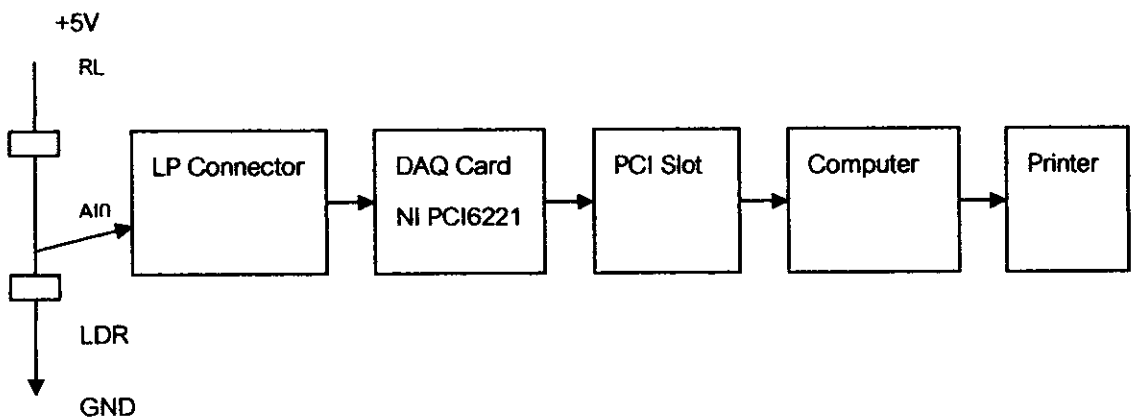 +5V
RL
AIn
LDR
GND
LP Connector
DAQ Card
NI PCI6221
PCI Slot
Computer
Printer